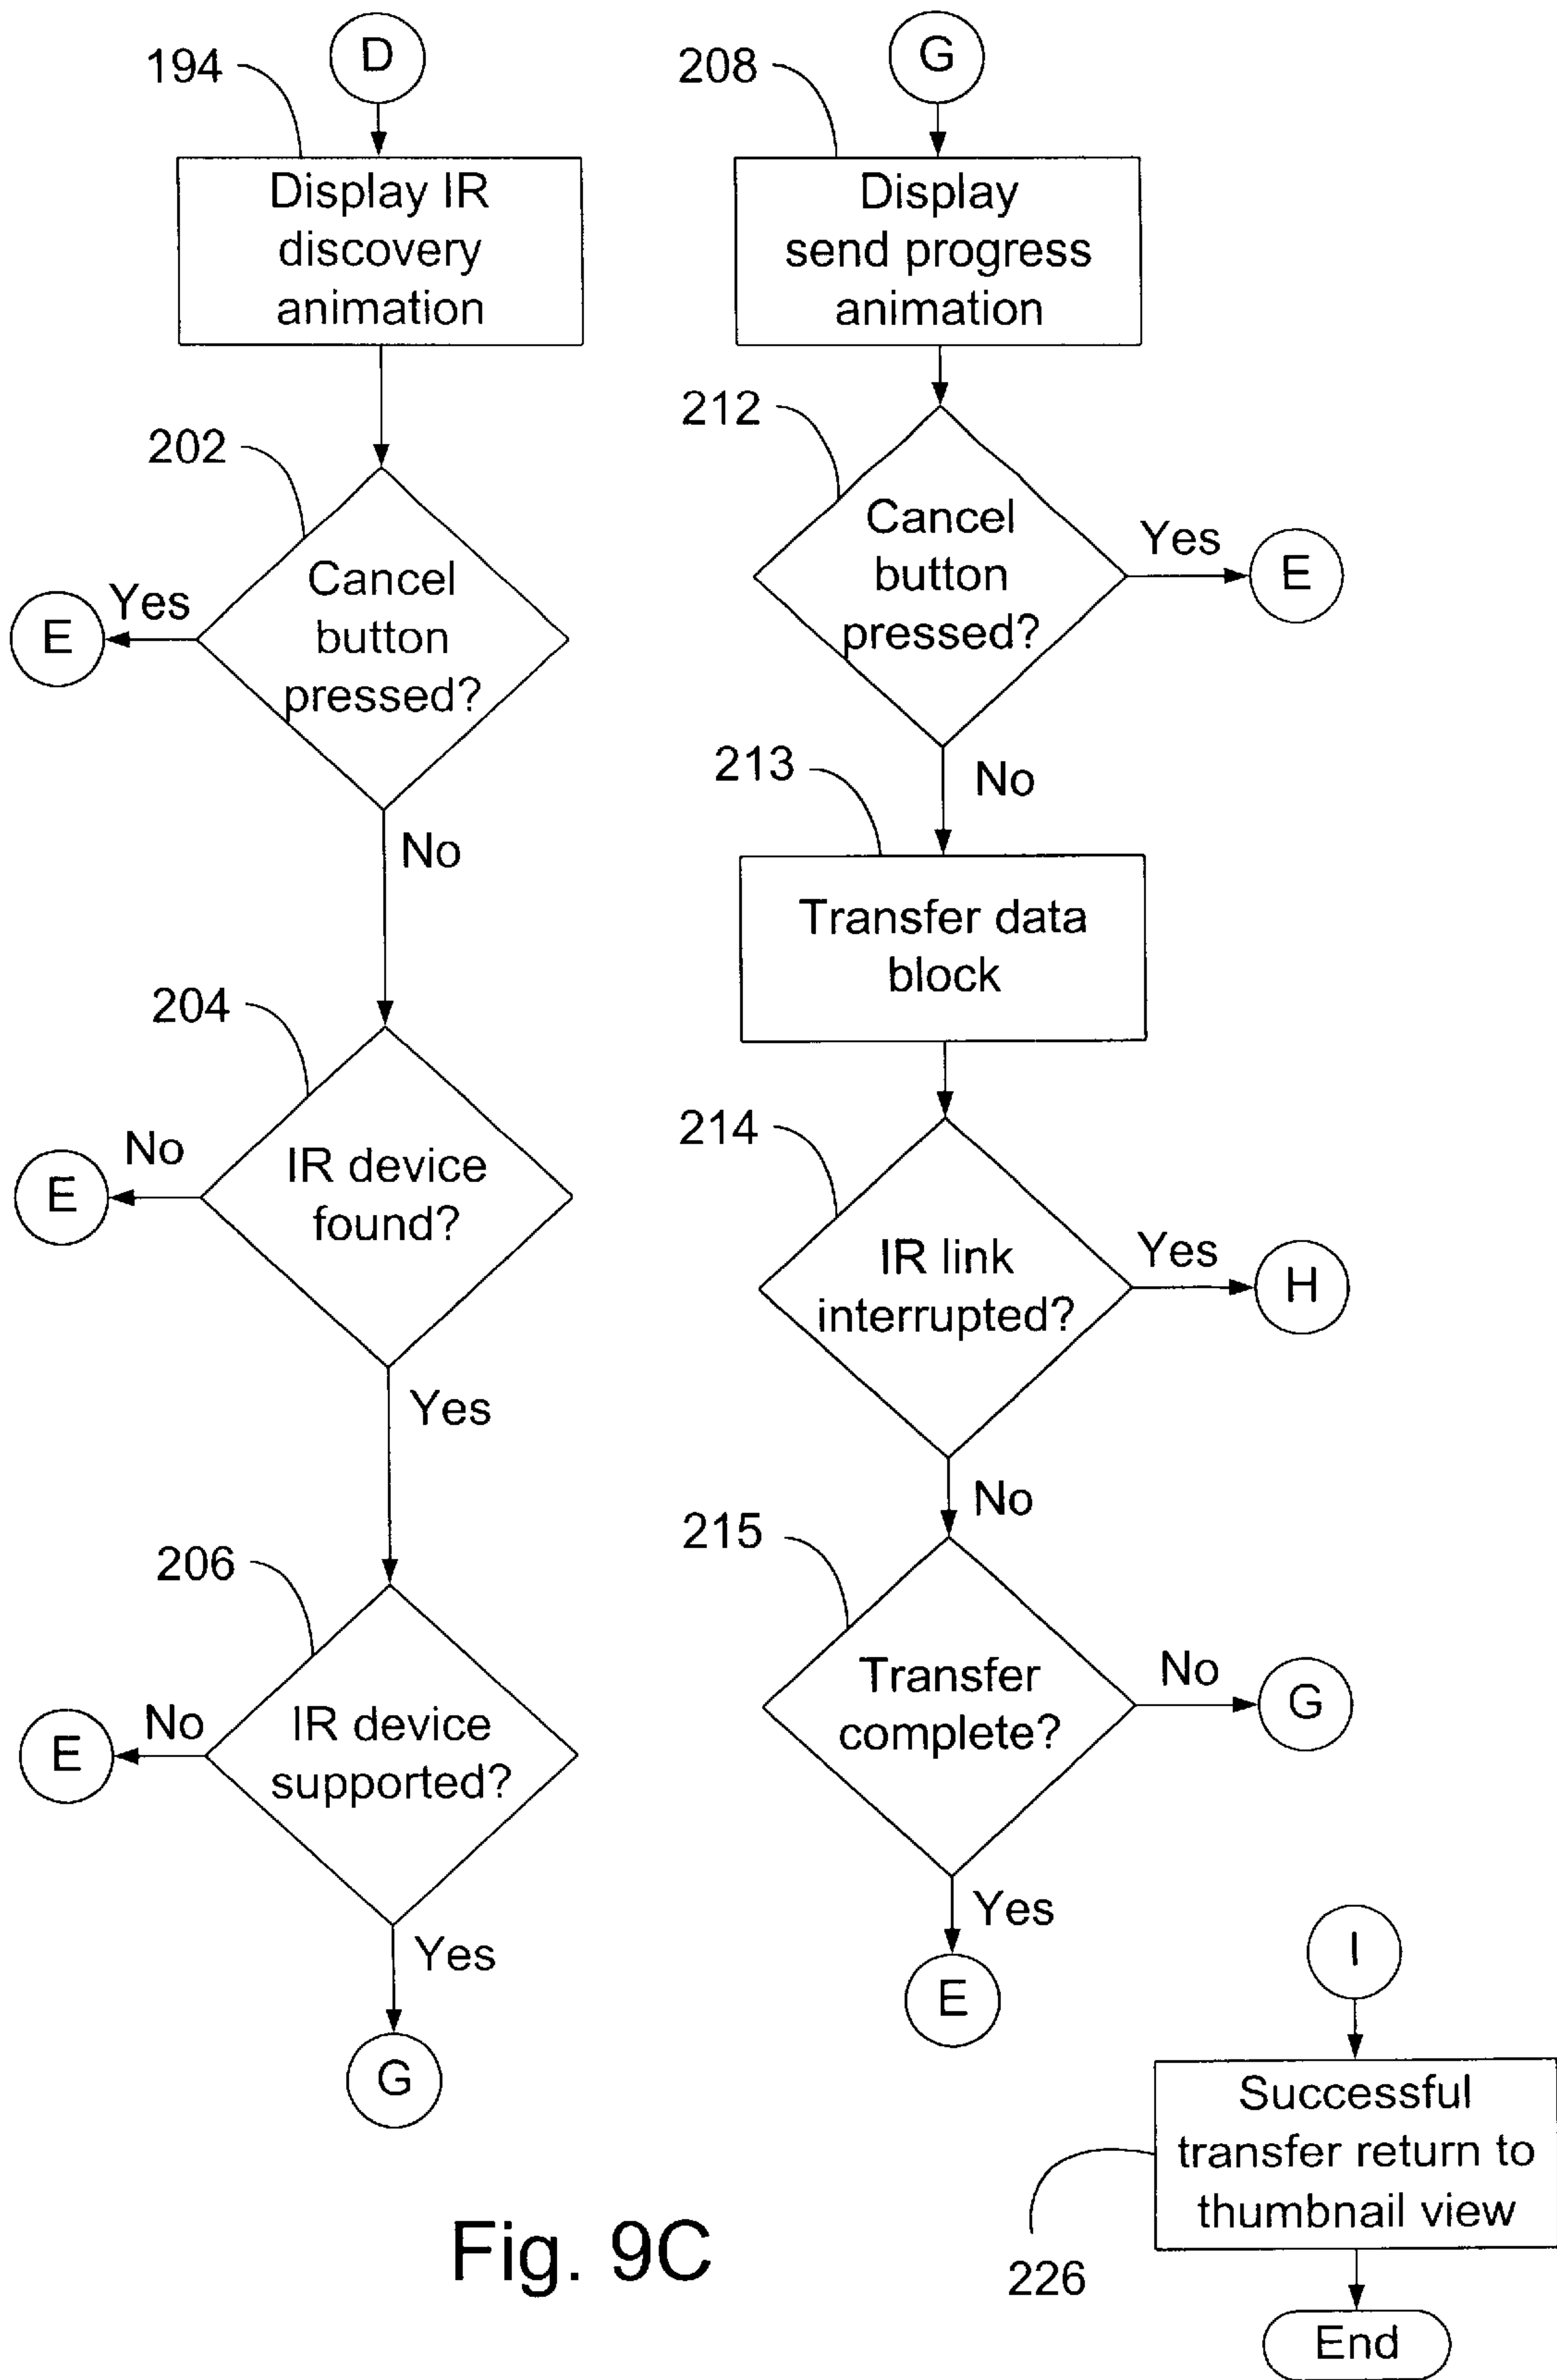 D
194
Display IR
discovery
animation
202
Cancel
button
pressed?
Yes
E
No
204
IR device
found?
No
E
Yes
206
IR device
supported?
No
E
Yes
G
G
208
Display
send progress
animation
212
Cancel
button
pressed?
Yes
E
No
213
Transfer data
block
214
IR link
interrupted?
Yes
H
No
215
Transfer
complete?
No
G
Yes
E
I
Successful
transfer return to
thumbnail view
226
End
Fig. 9C